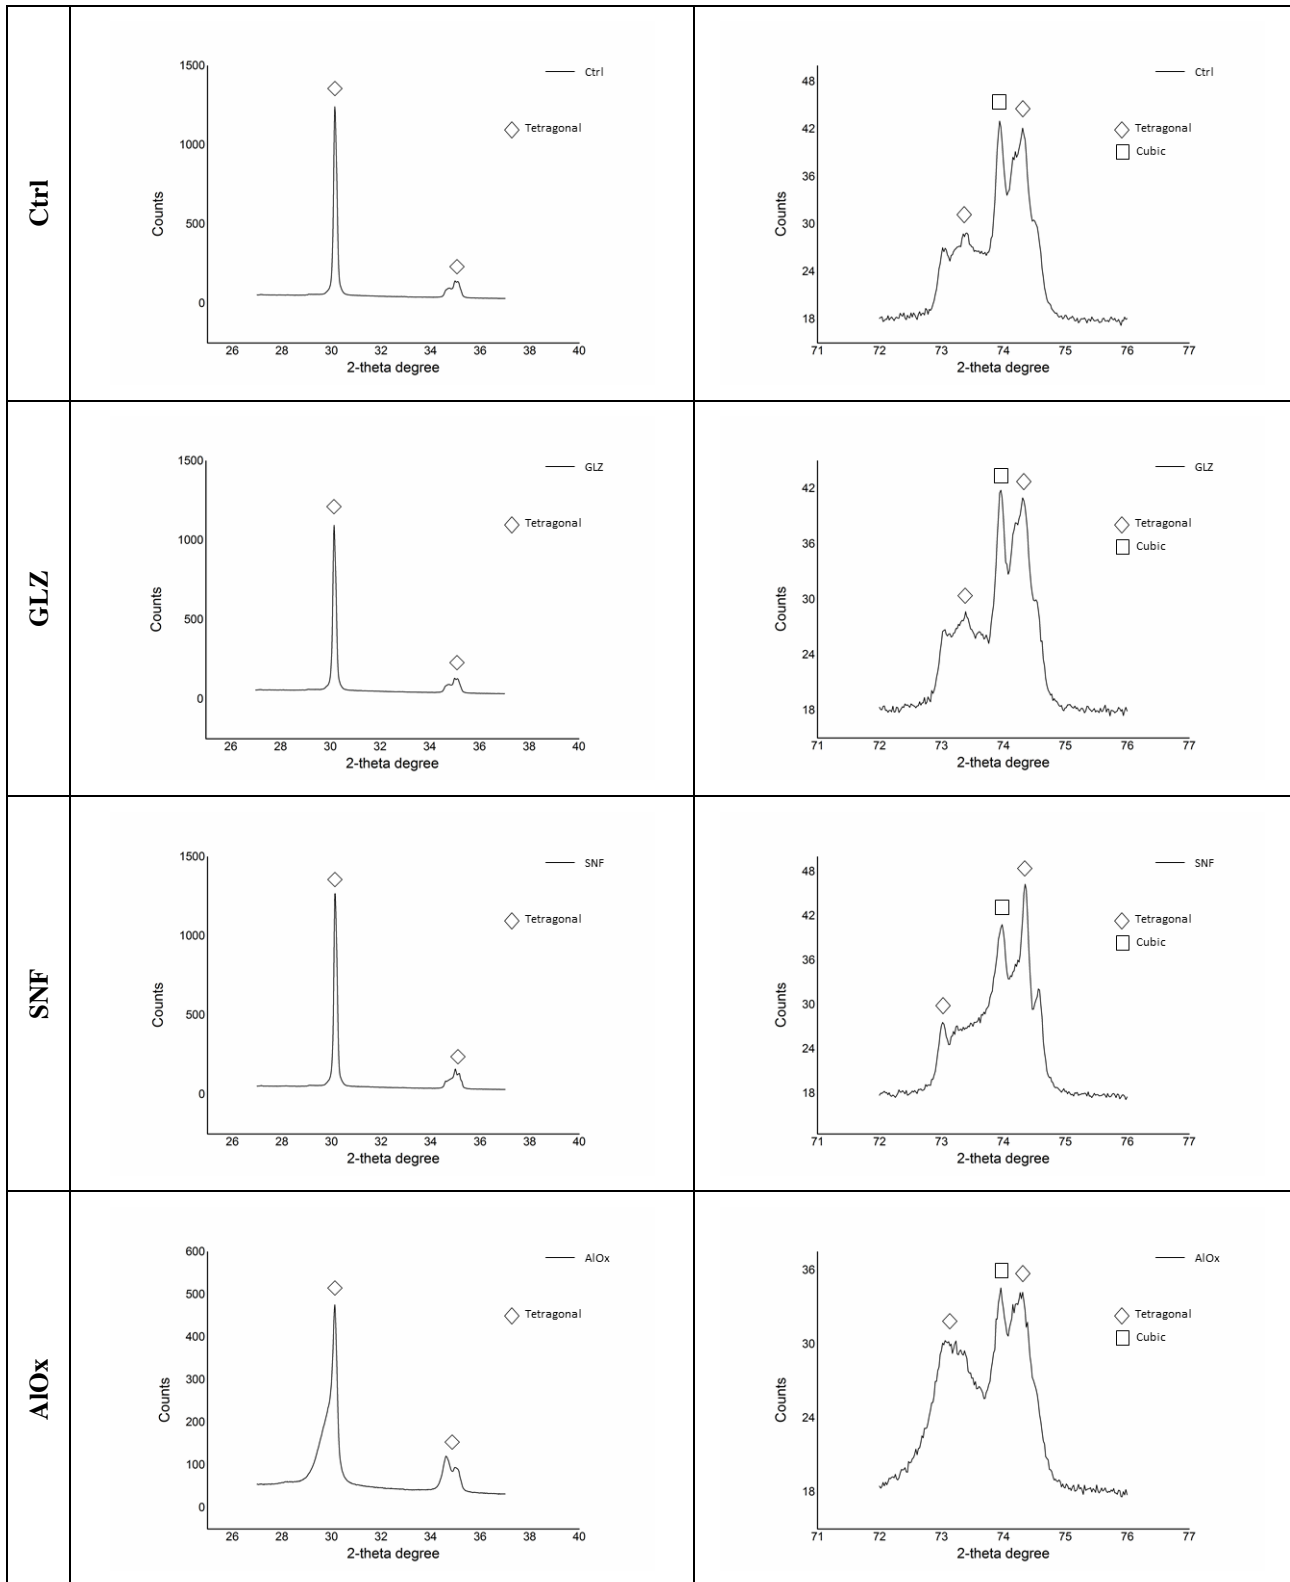 Ctrl
1500
1000
500
0
Counts
26 28 30 32 34 36 38 40
2-theta degree
Ctrl
Tetragonal
48
42
36
30
24
18
Counts
71 72 73 74 75 76 77
2-theta degree
Ctrl
Tetragonal
Cubic
GLZ
1500
1000
500
0
Counts
26 28 30 32 34 36 38 40
2-theta degree
GLZ
Tetragonal
42
36
30
24
18
Counts
71 72 73 74 75 76 77
2-theta degree
GLZ
Tetragonal
Cubic
SNF
1500
1000
500
0
Counts
26 28 30 32 34 36 38 40
2-theta degree
SNF
Tetragonal
48
42
36
30
24
18
Counts
71 72 73 74 75 76 77
2-theta degree
SNF
Tetragonal
Cubic
AlOx
600
500
400
300
200
100
0
Counts
26 28 30 32 34 36 38 40
2-theta degree
AlOx
Tetragonal
36
30
24
18
Counts
71 72 73 74 75 76 77
2-theta degree
AlOx
Tetragonal
Cubic